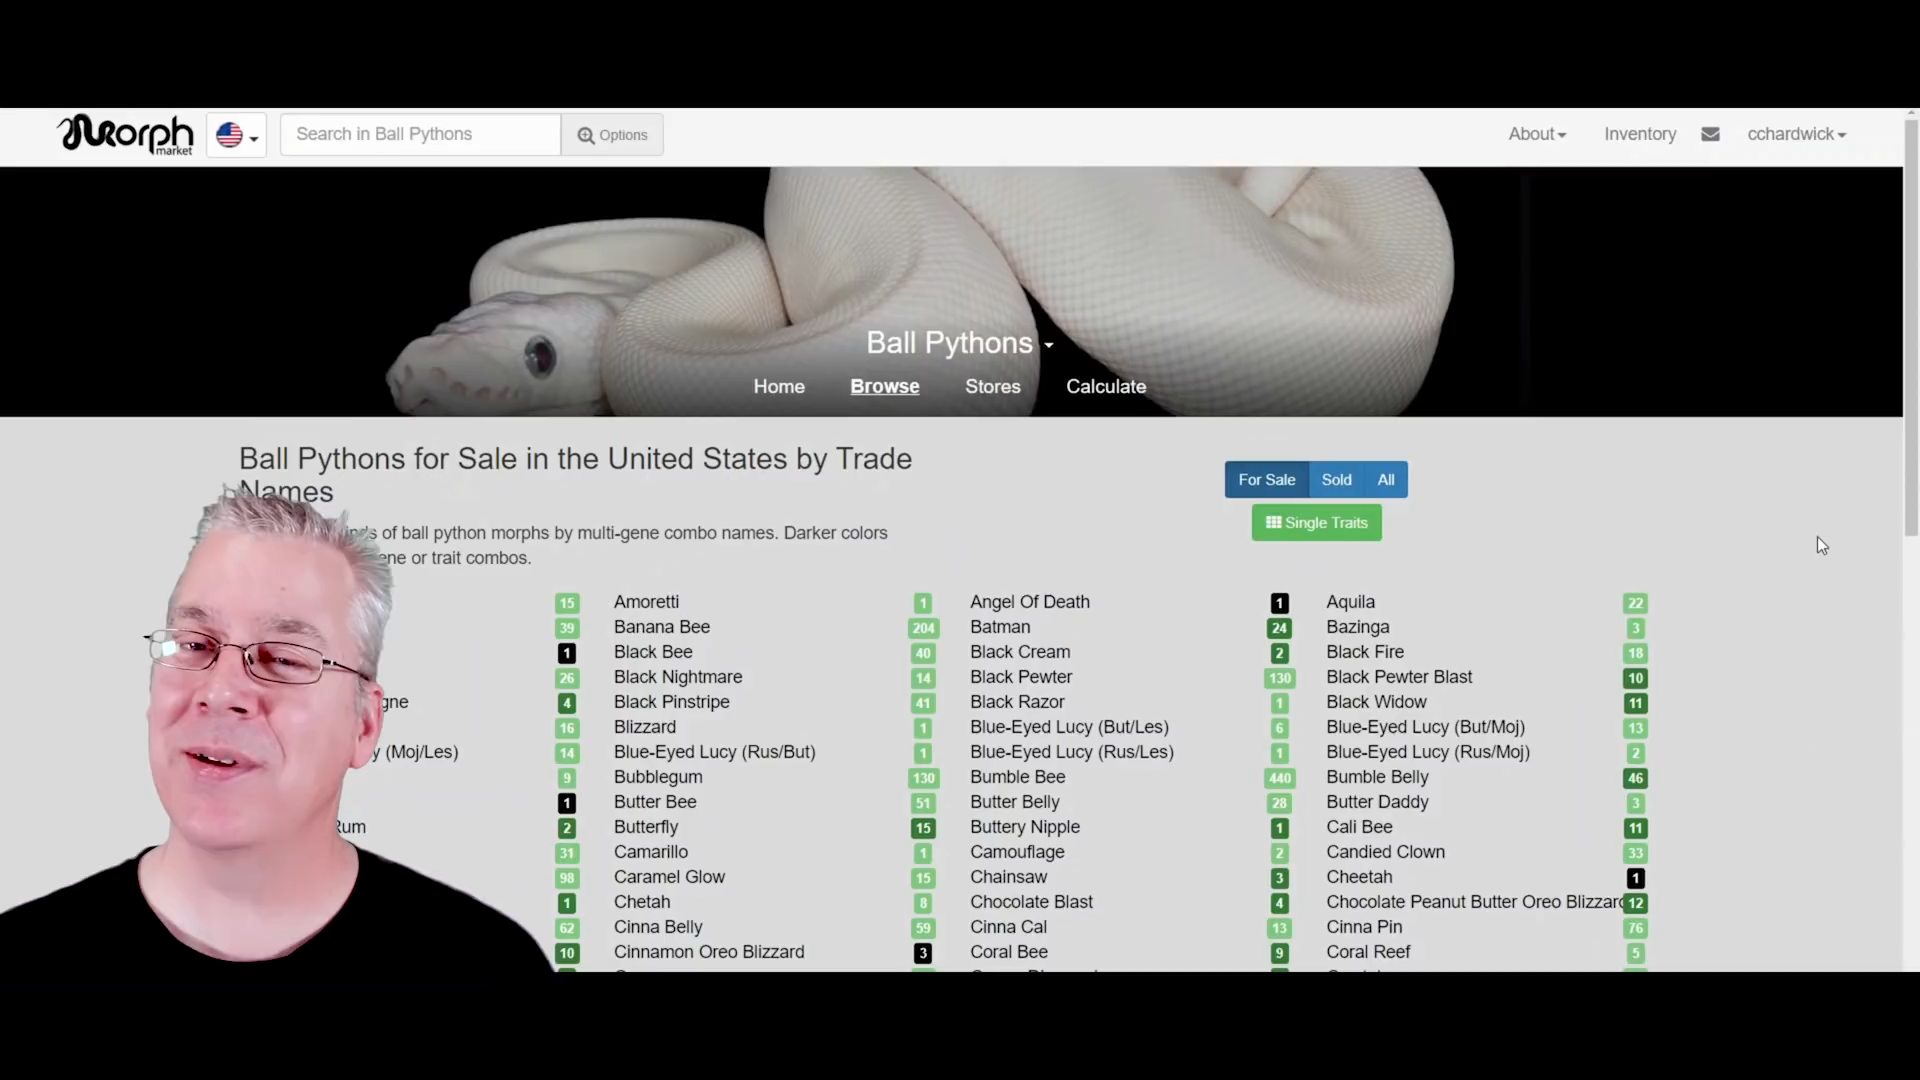 Morph market
Search in Ball Pythons
Options
About
Inventory
cchardwick
Ball Pythons
Home Browse Stores Calculate
Ball Pythons for Sale in the United States by Trade
Names
For Sale Sold All
Single Traits
of ball python morphs by multi-gene combo names. Darker colors
or trait combos.
15 Amoretti 1 Angel Of Death 1 Aquila 22
39 Banana Bee 204 Batman 24 Bazinga 3
1 Black Bee 40 Black Cream 2 Black Fire 18
26 Black Nightmare 14 Black Pewter 130 Black Pewter Blast 10
4 Black Pinstripe 41 Black Razor 1 Black Widow 11
16 Blizzard 1 Blue-Eyed Lucy (But/Les) 6 Blue-Eyed Lucy (But/Moj) 13
(Moj/Les) 14 Blue-Eyed Lucy (Rus/But) 1 Blue-Eyed Lucy (Rus/Les) 1 Blue-Eyed Lucy (Rus/Moj) 2
9 Bubblegum 130 Bumble Bee 440 Bumble Belly 46
1 Butter Bee 51 Butter Belly 28 Butter Daddy 3
Rum 2 Butterfly 15 Buttery Nipple 1 Cali Bee 11
31 Camarillo 1 Camouflage 2 Candied Clown 33
98 Caramel Glow 15 Chainsaw 3 Cheetah 1
1 Chetah 8 Chocolate Blast 4 Chocolate Peanut Butter Oreo Blizzard 12
62 Cinna Belly 59 Cinna Cal 13 Cinna Pin 76
10 Cinnamon Oreo Blizzard 3 Coral Bee 9 Coral Reef 5